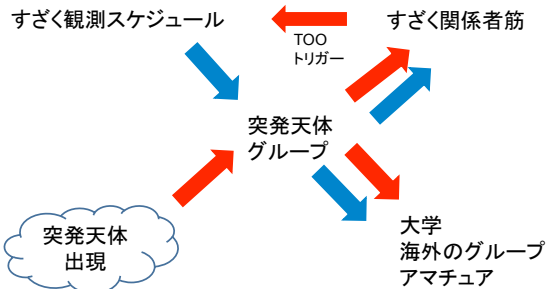 すざく観測スケジュール
すざく関係者筋
TOO
トリガー
突発天体
グループ
突発天体
出現
大学
海外のグループ
アマチュア